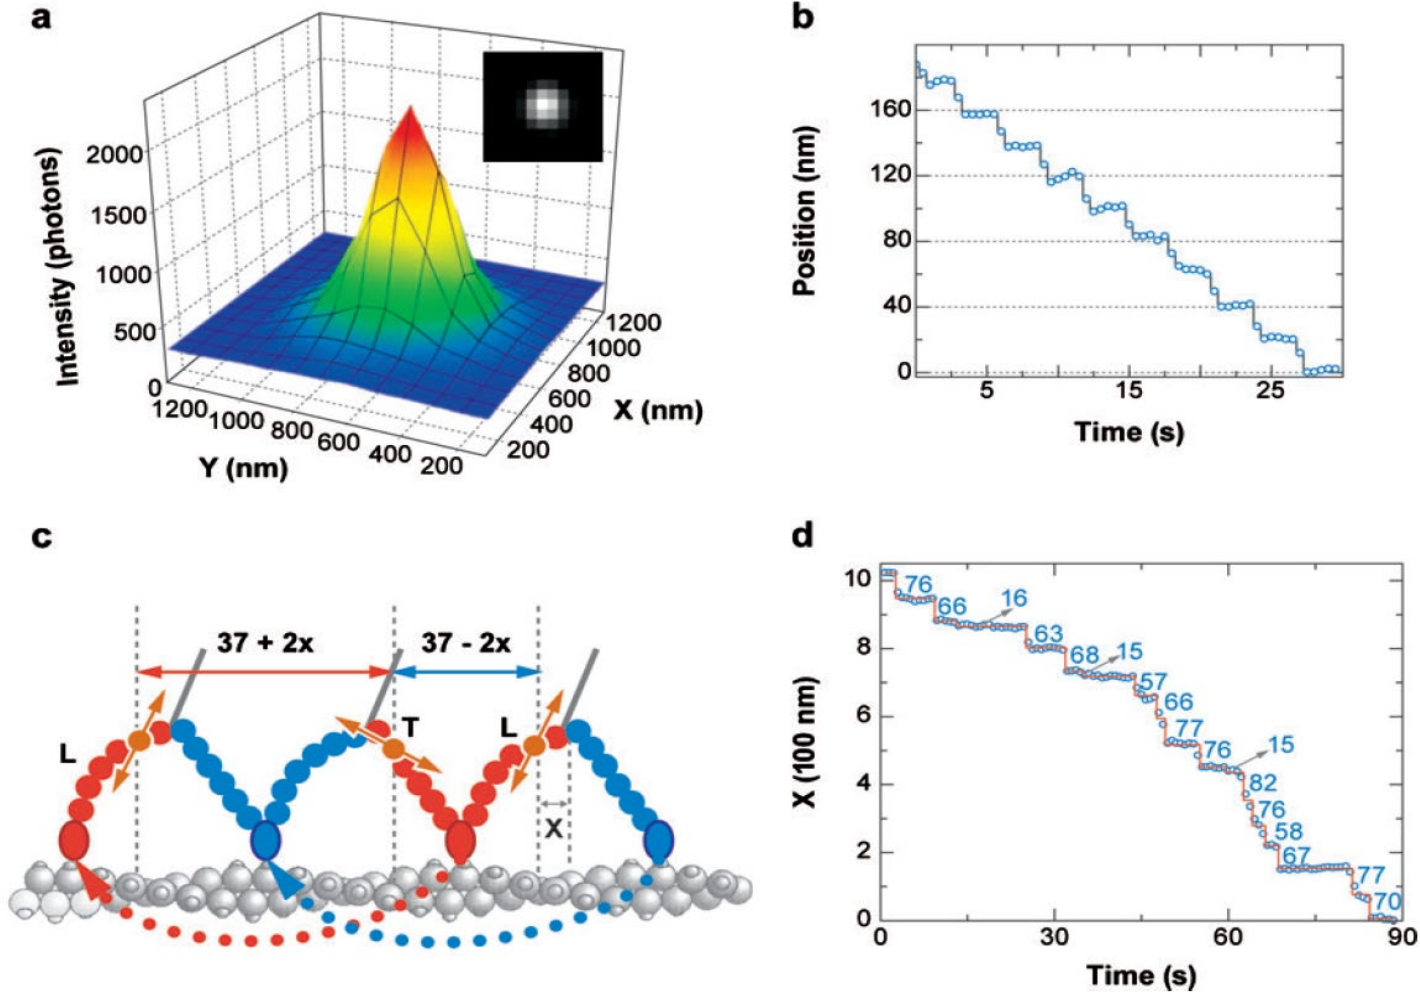 a
Intensity (photons)
2000
1500
1000
500
0
1200 1000 800 600 400 200
Y (nm)
200 400 600 800 1000 1200
X (nm)
b
Position (nm)
160
120
80
40
0
5 15 25
Time (s)
c
37 + 2x 37 - 2x
L T L
X
d
X (100 nm)
10
8
6
4
2
0
76
66
16
63
68
15
57
66
77
76
15
82
76
58
67
77
70
0 30 60 90
Time (s)